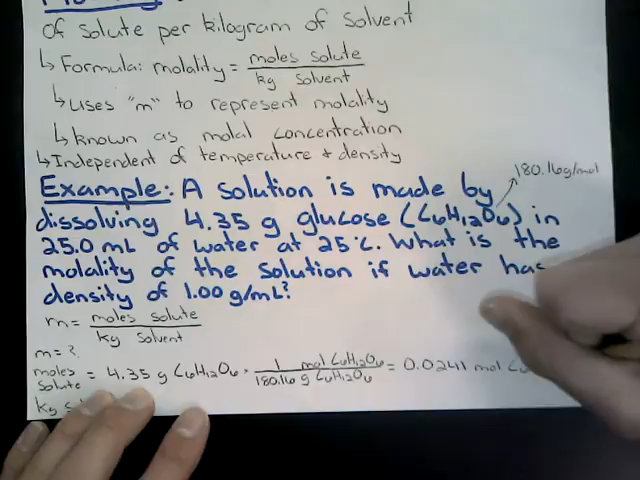 of solute per kilogram of solvent
↳ Formula: molality = moles solute / kg solvent
↳ uses "m" to represent molality
↳ known as molal concentration
↳ Independent of temperature + density
180.16g/mol
Example: A solution is made by
dissolving 4.35 g glucose (C6H12O6) in
25.0 mL of water at 25°C. What is the
molality of the solution if water has
density of 1.00 g/mL?
m = moles solute / kg solvent
m = ?
moles solute = 4.35 g C6H12O6 · 1 mol C6H12O6 / 180.16 g C6H12O6 = 0.0241 mol
kg